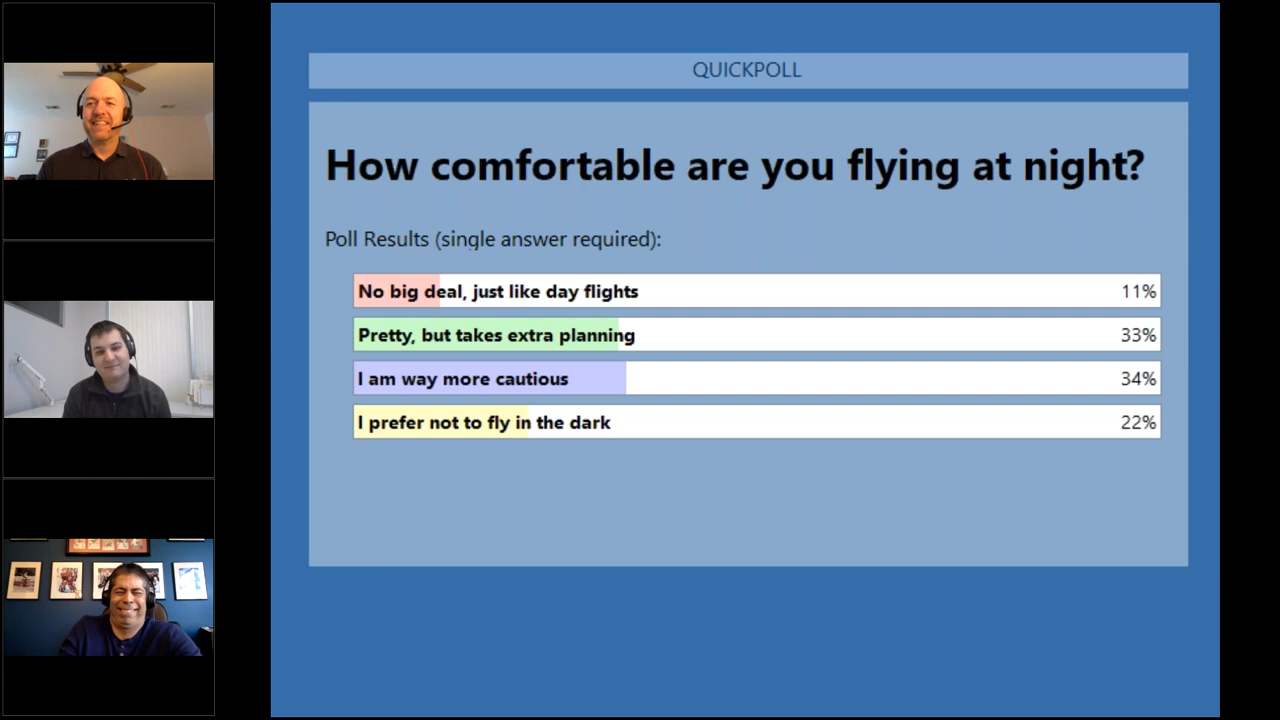 QUICKPOLL
How comfortable are you flying at night?
Poll Results (single answer required):
No big deal, just like day flights 11%
Pretty, but takes extra planning 33%
I am way more cautious 34%
I prefer not to fly in the dark 22%